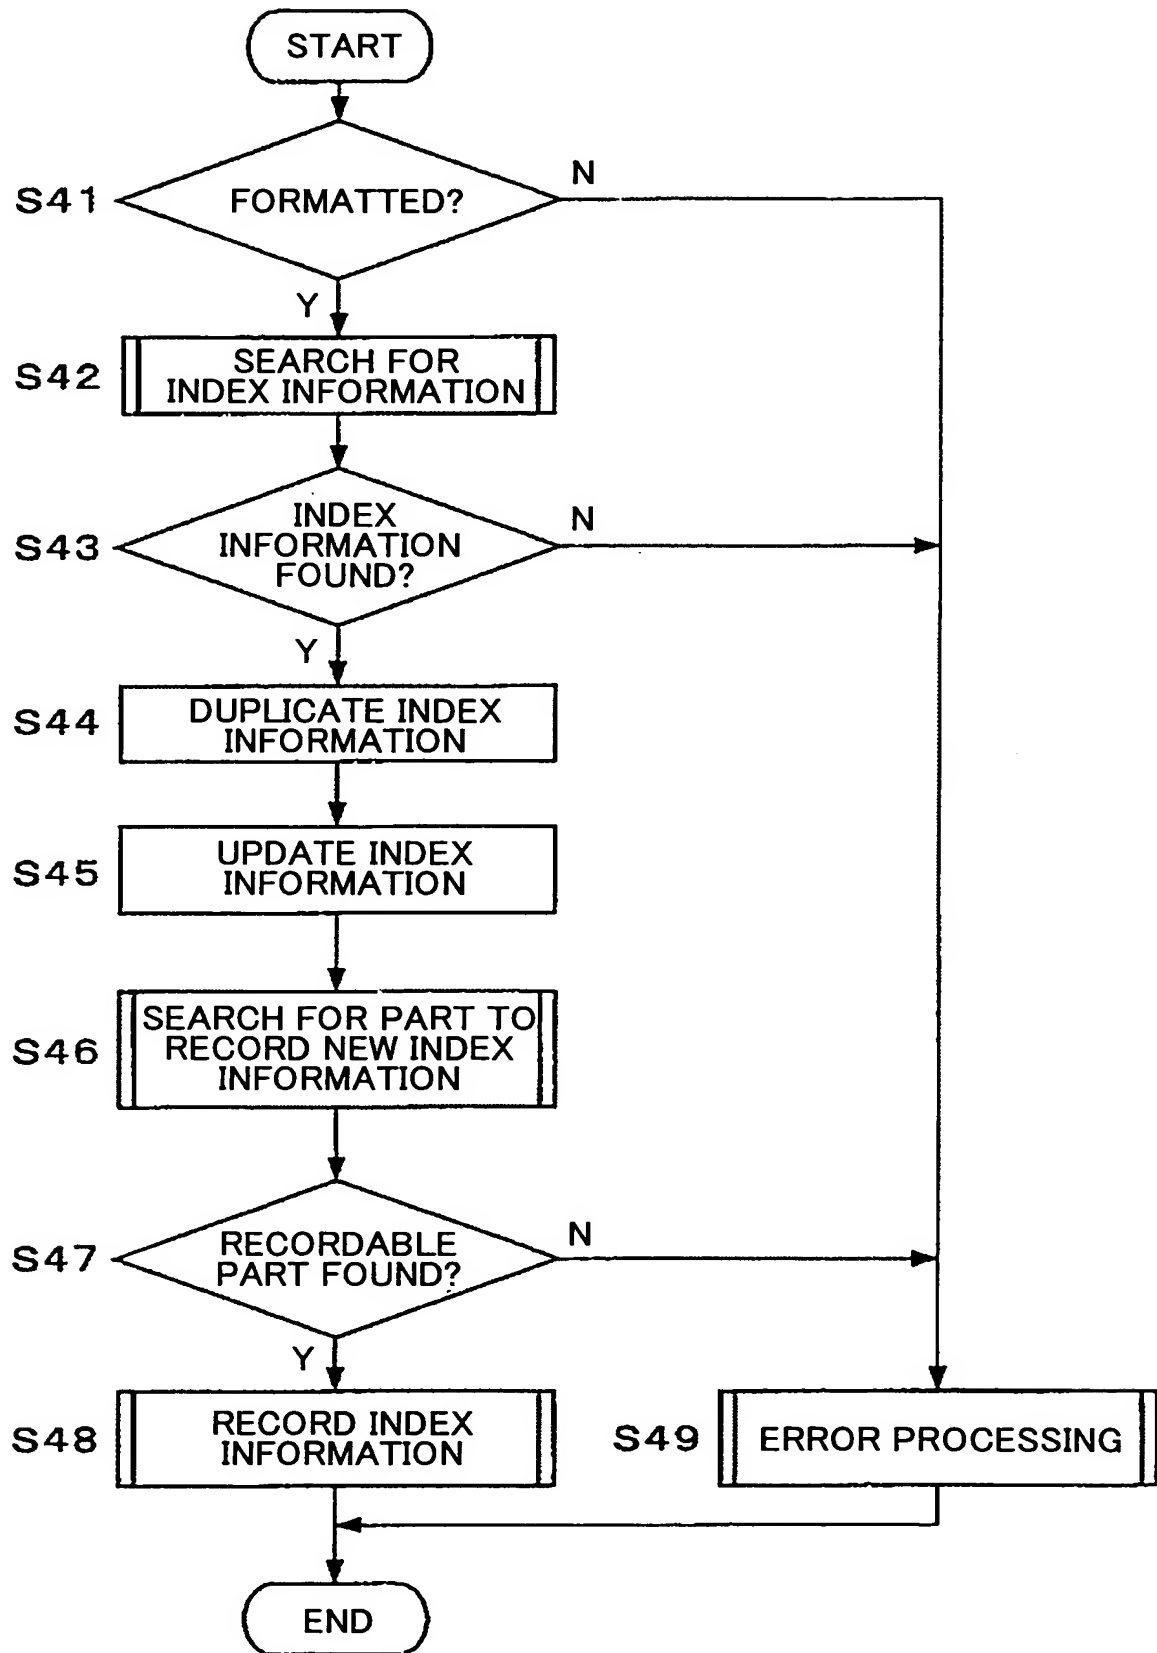 START
N
S41
FORMATTED?
Y
S42
SEARCH FOR
INDEX INFORMATION
S43
INDEX
INFORMATION
FOUND?
N
Y
S44
DUPLICATE INDEX
INFORMATION
S45
UPDATE INDEX
INFORMATION
S46
SEARCH FOR PART TO
RECORD NEW INDEX
INFORMATION
S47
RECORDABLE
PART FOUND?
N
Y
S48
RECORD INDEX
INFORMATION
S49
ERROR PROCESSING
END